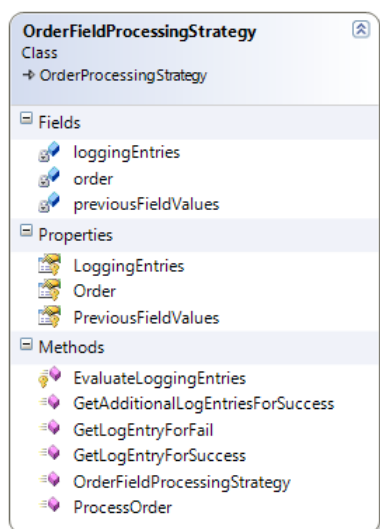 OrderFieldProcessingStrategy
Class
OrderProcessingStrategy
Fields
loggingEntries
order
previousFieldValues
Properties
LoggingEntries
Order
PreviousFieldValues
Methods
EvaluateLoggingEntries
GetAdditionalLogEntriesForSuccess
GetLogEntryForFail
GetLogEntryForSuccess
OrderFieldProcessingStrategy
ProcessOrder